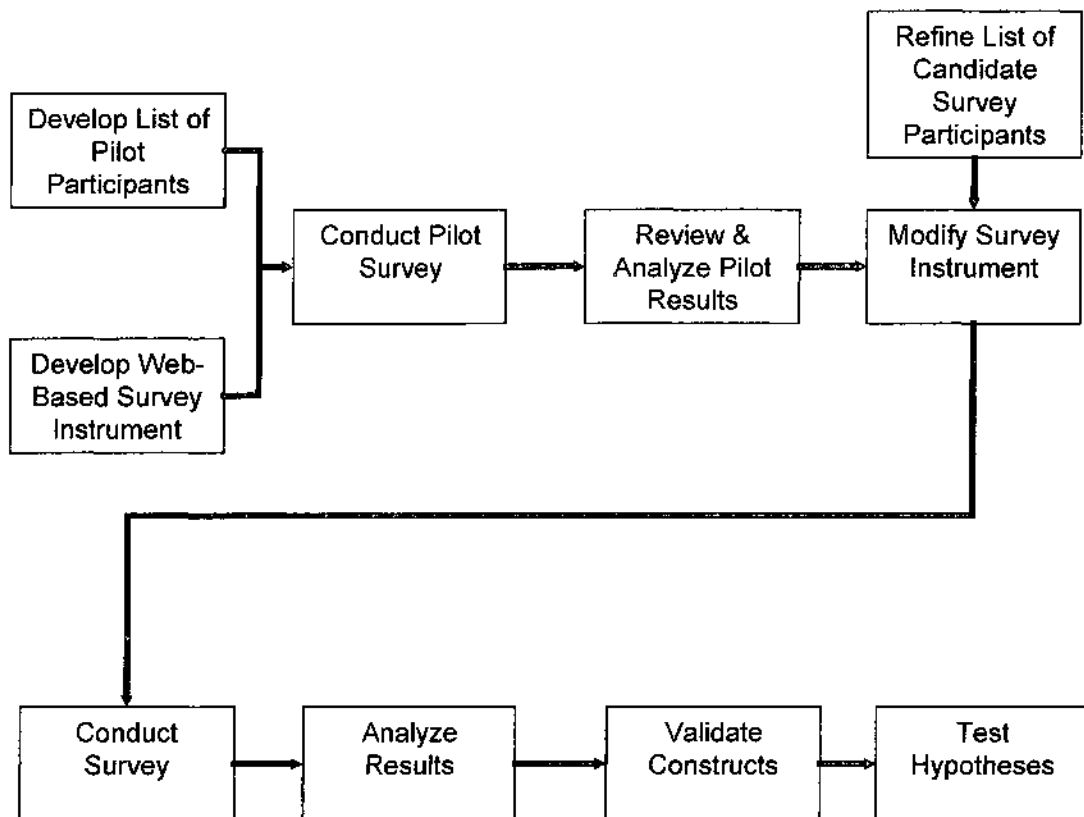 Refine List of
Candidate
Survey
Participants
Develop List of
Pilot
Participants
Conduct Pilot
Survey
Review &
Analyze Pilot
Results
Modify Survey
Instrument
Develop Web-
Based Survey
Instrument
Conduct
Survey
Analyze
Results
Validate
Constructs
Test
Hypotheses